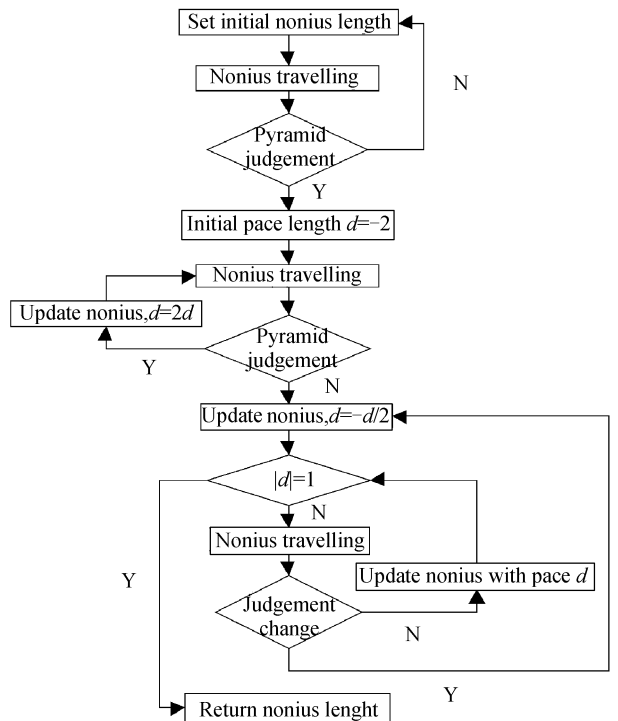 Set initial nonius length
Nonius travelling
N
Pyramid
judgement
Y
Initial pace length d=−2
Nonius travelling
Update nonius,d=2d
Pyramid
judgement
Y
N
Update nonius,d=−d/2
|d|=1
N
Nonius travelling
Y
Update nonius with pace d
Judgement
change
N
Y
Return nonius lenght